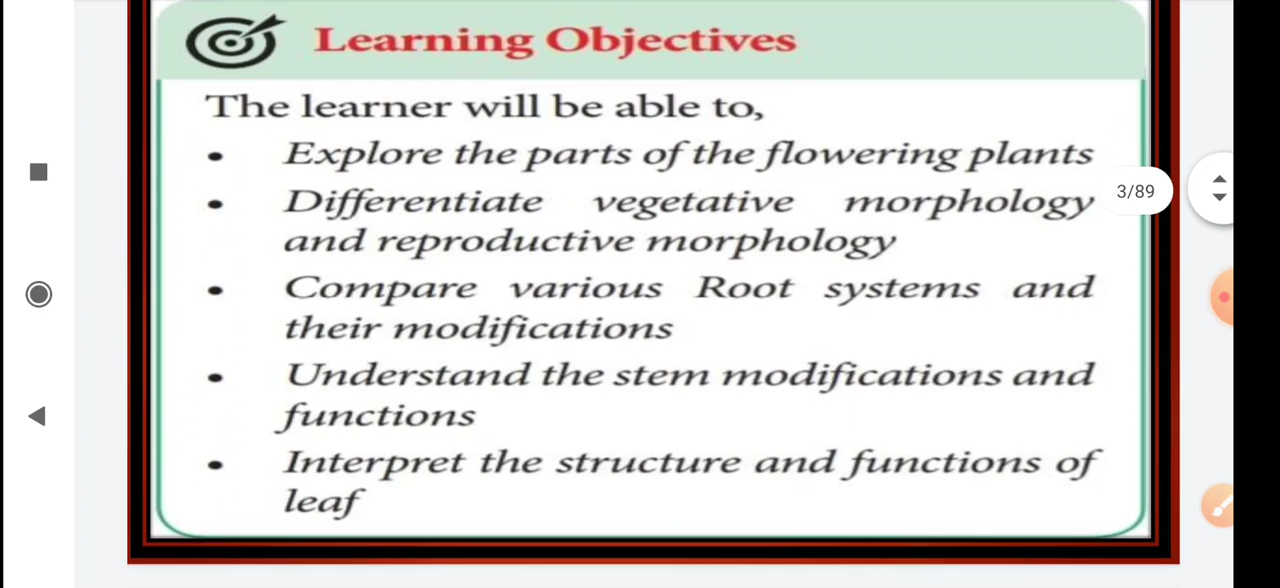 Learning Objectives
The learner will be able to,
• Explore the parts of the flowering plants
• Differentiate vegetative morphology
and reproductive morphology
3/89
• Compare various Root systems and
their modifications
• Understand the stem modifications and
functions
• Interpret the structure and functions of
leaf